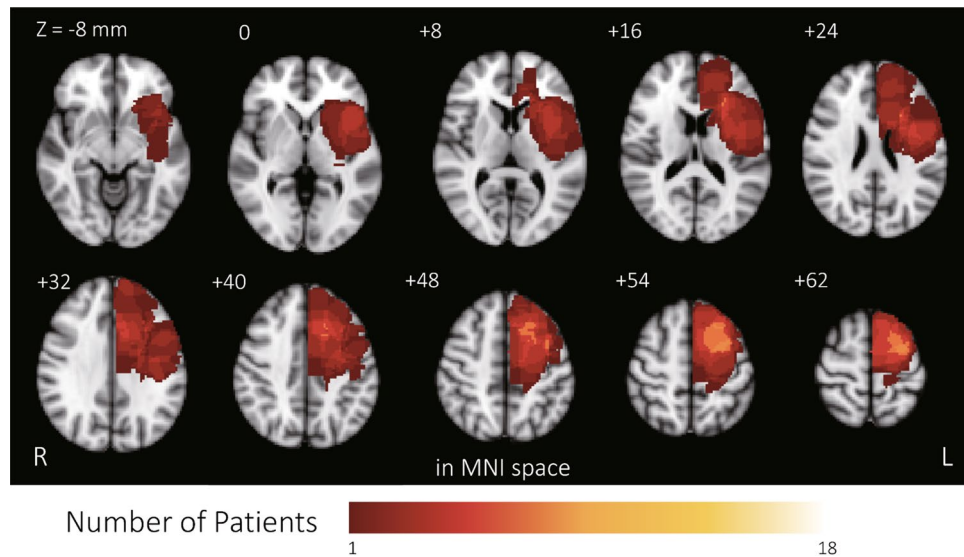 Z = -8 mm
0
+8
+16
+24
+32
+40
+48
+54
+62
R
in MNI space
L
Number of Patients
1
18